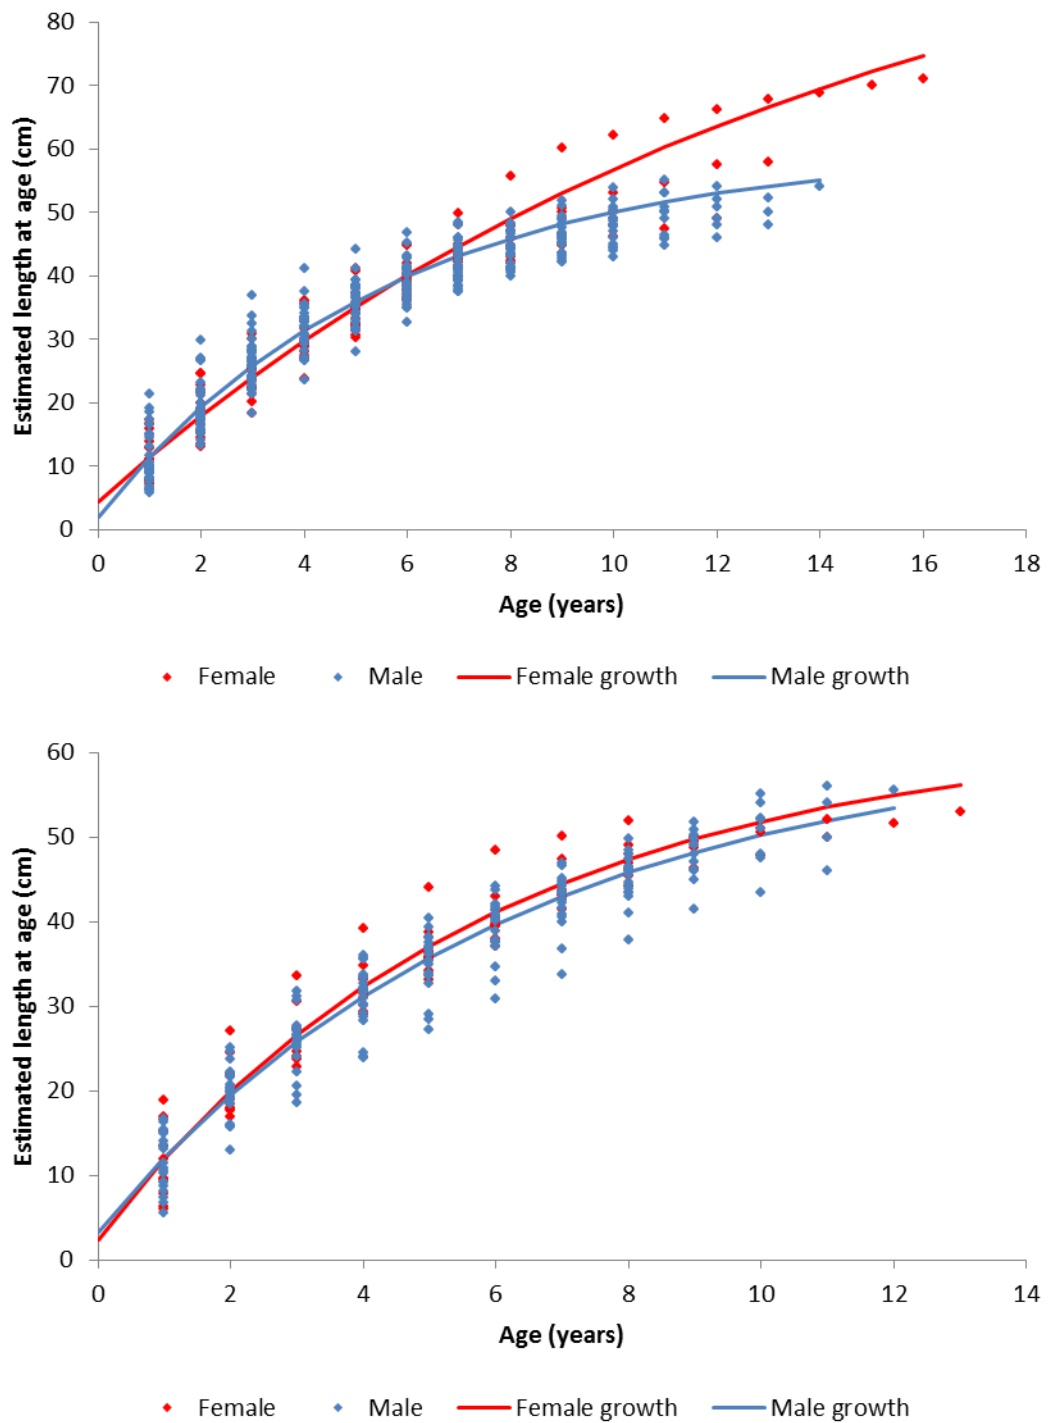 80
70
60
50
40
30
20
10
0
Estimated length at age (cm)
0 2 4 6 8 10 12 14 16 18
Age (years)
Female Male Female growth Male growth
60
50
40
30
20
10
0
Estimated length at age (cm)
0 2 4 6 8 10 12 14
Age (years)
Female Male Female growth Male growth